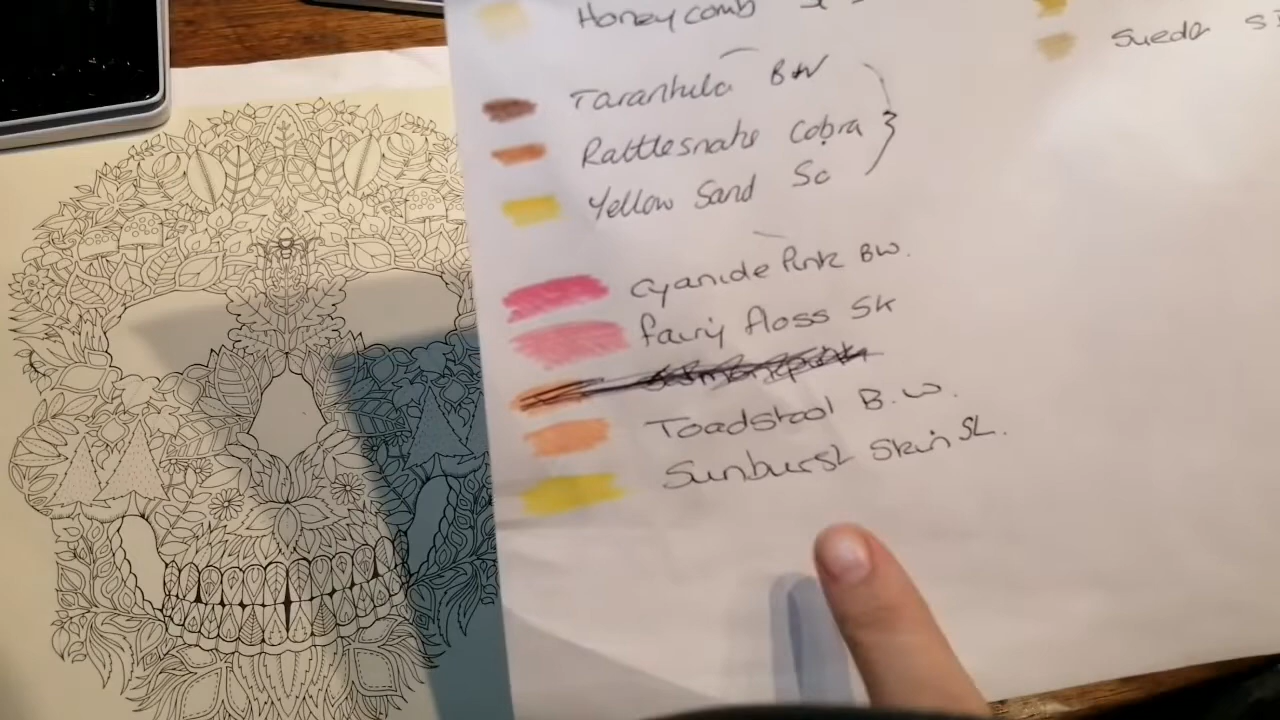 Honeycomb
Suede
Tarantula BW
Rattlesnake Cobra
Yellow Sand Sc
Cyanide Pink BW.
fairy floss SK
Toadstool B.W.
Sunburst Skin SL.